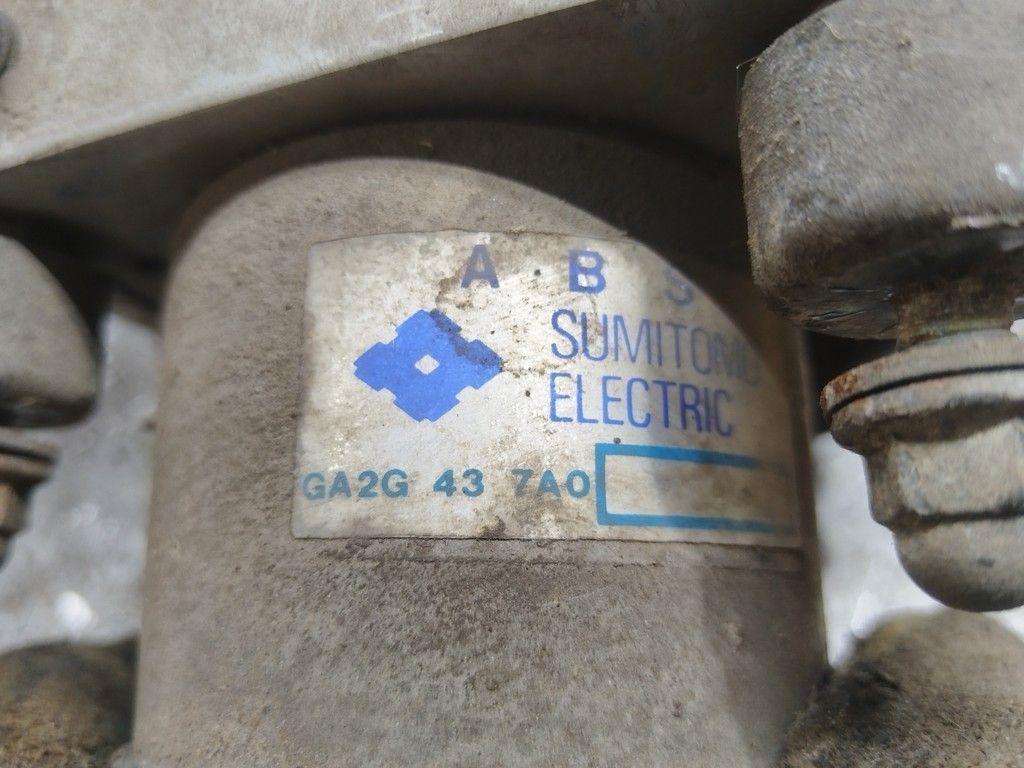 A B S
SUMITOMO
ELECTRIC
GA2G 43 7A0